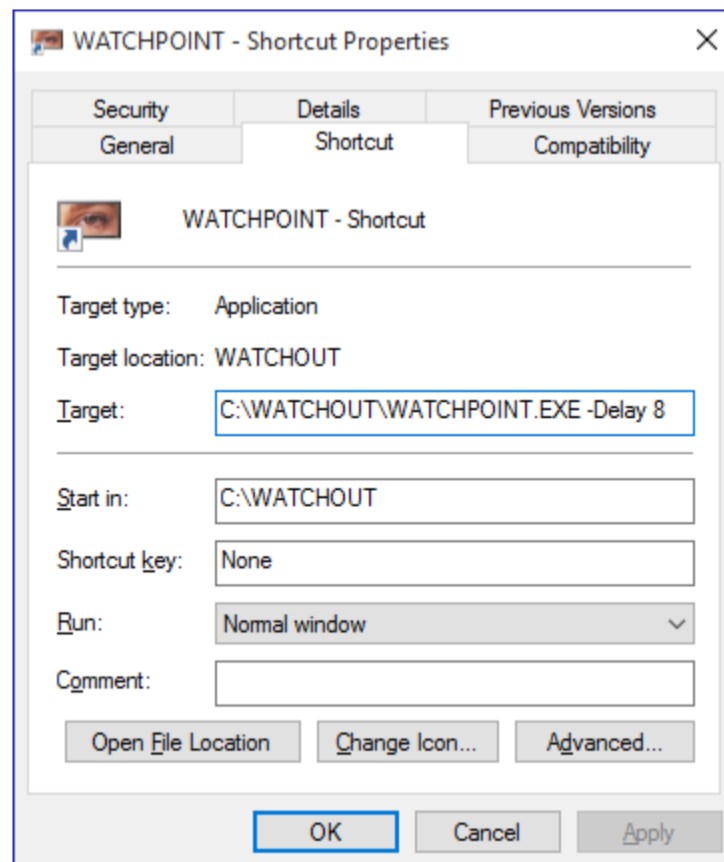 WATCHPOINT - Shortcut Properties
Security Details Previous Versions
General Shortcut Compatibility
WATCHPOINT - Shortcut
Target type: Application
Target location: WATCHOUT
Target: C:\WATCHOUT\WATCHPOINT.EXE -Delay 8
Start in: C:\WATCHOUT
Shortcut key: None
Run: Normal window
Comment:
Open File Location Change Icon... Advanced...
OK Cancel Apply